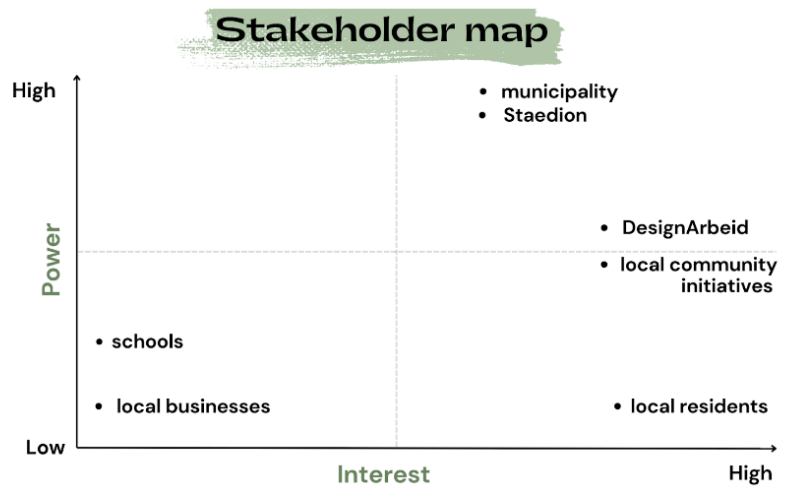 Stakeholder map
High
• municipality
• Staedion
• DesignArbeid
Power
• local community
initiatives
• schools
• local businesses
• local residents
Low
Interest
High